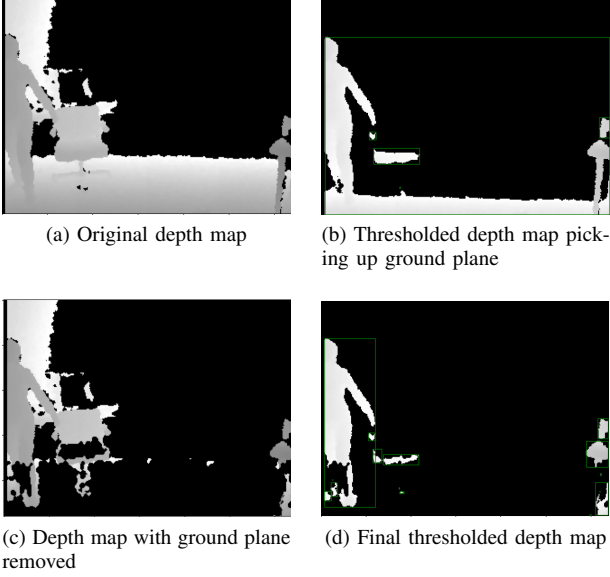 (a) Original depth map
(b) Thresholded depth map pick-
ing up ground plane
(c) Depth map with ground plane
removed
(d) Final thresholded depth map